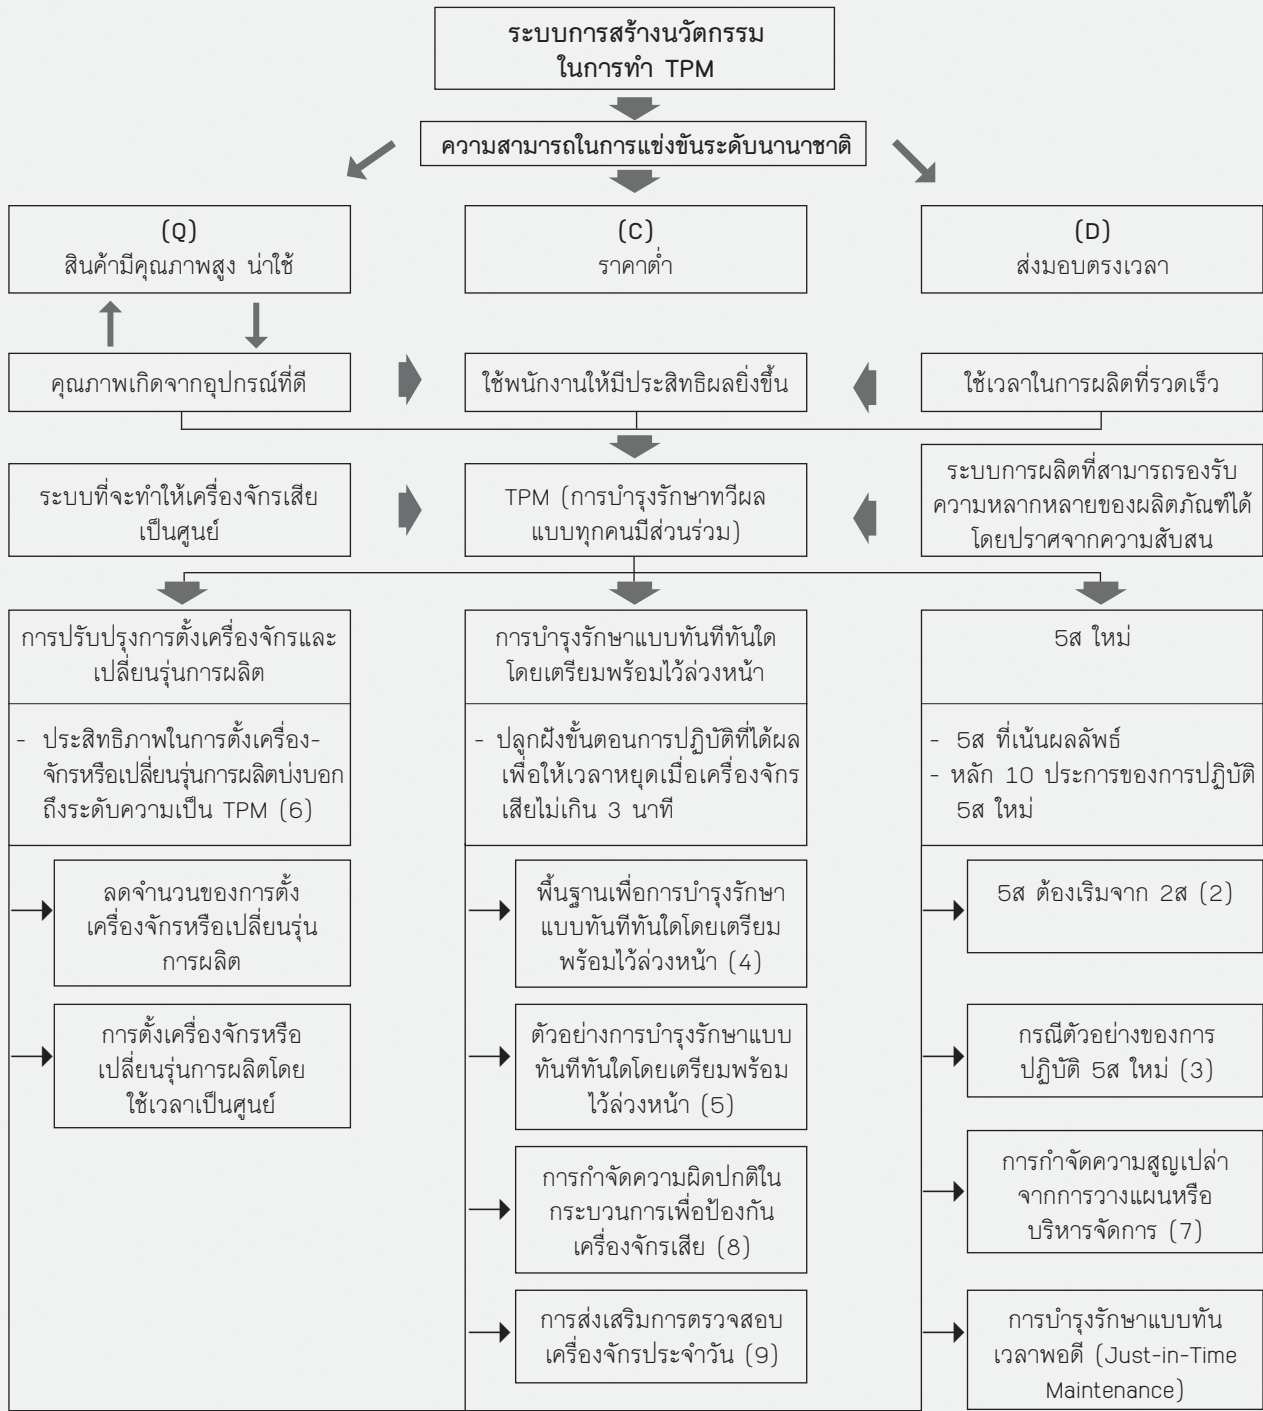 ระบบการสร้างนวัตกรรม
ในการทำ TPM
ความสามารถในการแข่งขันระดับนานาชาติ
(Q)
สินค้ามีคุณภาพสูง น่าใช้
(C)
ราคาต่ำ
(D)
ส่งมอบตรงเวลา
คุณภาพเกิดจากอุปกรณ์ที่ดี
ใช้พนักงานให้มีประสิทธิผลยิ่งขึ้น
ใช้เวลาในการผลิตที่รวดเร็ว
ระบบที่จะทำให้เครื่องจักรเสีย
เป็นศูนย์
TPM (การบำรุงรักษาทวีผล
แบบทุกคนมีส่วนร่วม)
ระบบการผลิตที่สามารถรองรับ
ความหลากหลายของผลิตภัณฑ์ได้
โดยปราศจากความสับสน
การปรับปรุงการตั้งเครื่องจักรและ
เปลี่ยนรุ่นการผลิต
- ประสิทธิภาพในการตั้งเครื่อง-
จักรหรือเปลี่ยนรุ่นการผลิตบ่งบอก
ถึงระดับความเป็น TPM (6)
ลดจำนวนของการตั้ง
เครื่องจักรหรือเปลี่ยนรุ่น
การผลิต
การตั้งเครื่องจักรหรือ
เปลี่ยนรุ่นการผลิตโดย
ใช้เวลาเป็นศูนย์
การบำรุงรักษาแบบทันทีทันใด
โดยเตรียมพร้อมไว้ล่วงหน้า
- ปลูกฝังขั้นตอนการปฏิบัติที่ได้ผล
เพื่อให้เวลาหยุดเมื่อเครื่องจักร
เสียไม่เกิน 3 นาที
พื้นฐานเพื่อการบำรุงรักษา
แบบทันทีทันใดโดยเตรียม
พร้อมไว้ล่วงหน้า (4)
ตัวอย่างการบำรุงรักษาแบบ
ทันทีทันใดโดยเตรียมพร้อม
ไว้ล่วงหน้า (5)
การกำจัดความผิดปกติใน
กระบวนการเพื่อป้องกัน
เครื่องจักรเสีย (8)
การส่งเสริมการตรวจสอบ
เครื่องจักรประจำวัน (9)
5ส ใหม่
- 5ส ที่เน้นผลลัพธ์
- หลัก 10 ประการของการปฏิบัติ
5ส ใหม่
5ส ต้องเริ่มจาก 2ส (2)
กรณีตัวอย่างของการ
ปฏิบัติ 5ส ใหม่ (3)
การกำจัดความสูญเปล่า
จากการวางแผนหรือ
บริหารจัดการ (7)
การบำรุงรักษาแบบทัน
เวลาพอดี (Just-in-Time
Maintenance)